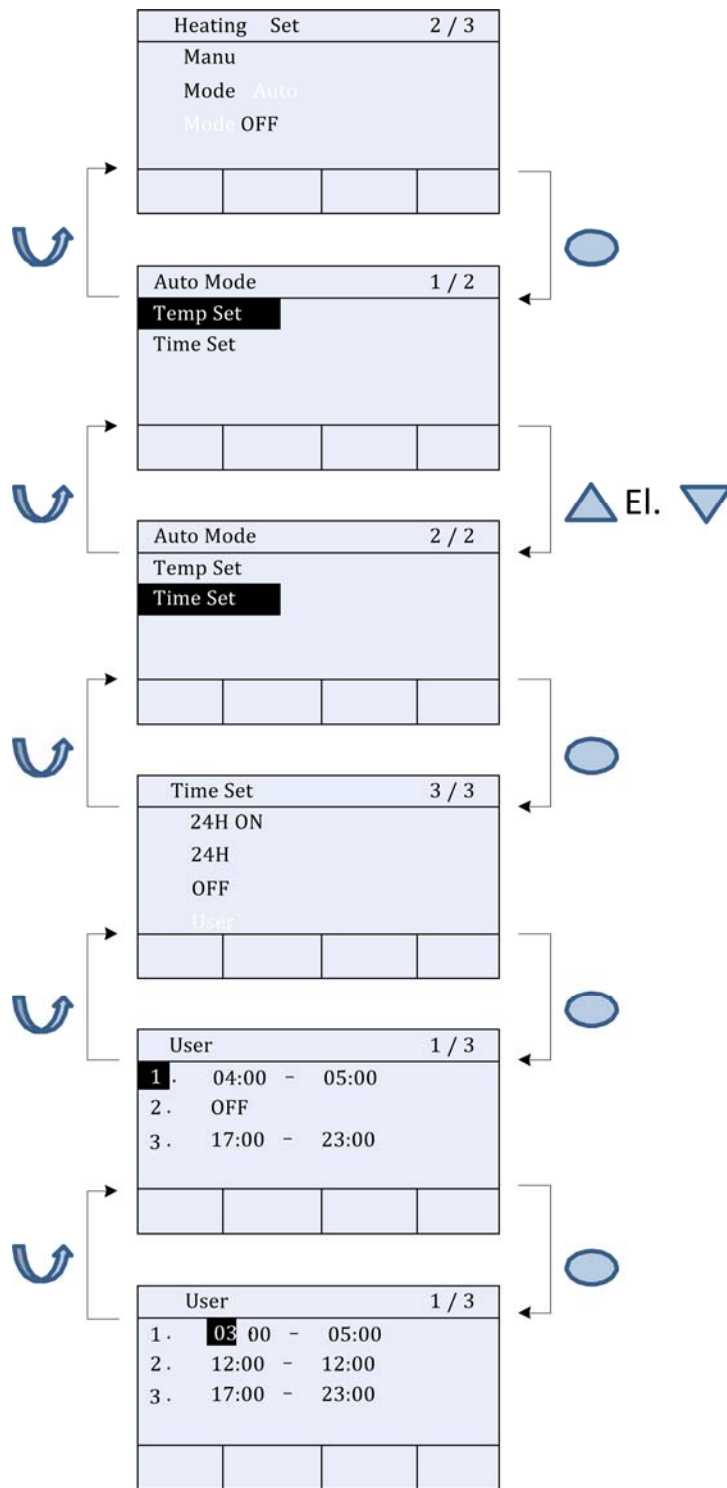 Heating Set 2 / 3
Manu
Mode Auto
Mode OFF
Auto Mode 1 / 2
Temp Set
Time Set
El.
Auto Mode 2 / 2
Temp Set
Time Set
Time Set 3 / 3
24H ON
24H
OFF
User
User 1 / 3
1 . 04:00 - 05:00
2 . OFF
3 . 17:00 - 23:00
User 1 / 3
1 . 03 00 - 05:00
2 . 12:00 - 12:00
3 . 17:00 - 23:00